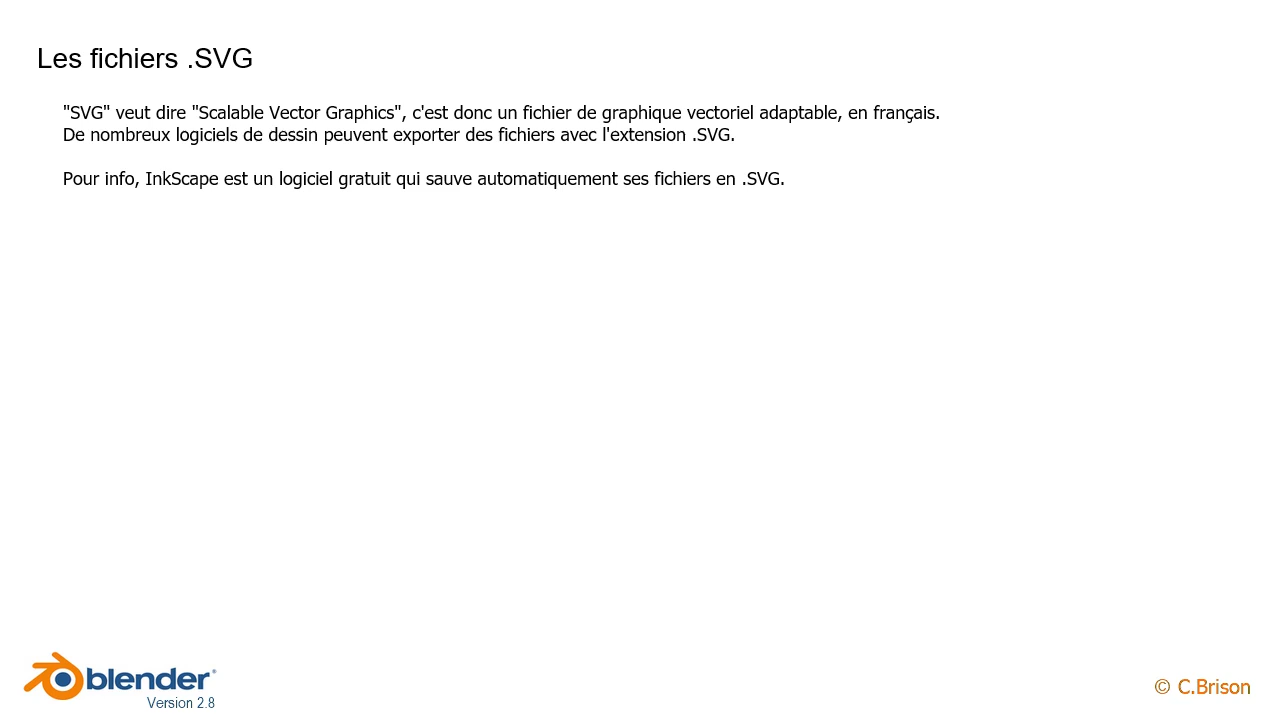 Les fichiers .SVG
"SVG" veut dire "Scalable Vector Graphics", c'est donc un fichier de graphique vectoriel adaptable, en français.
De nombreux logiciels de dessin peuvent exporter des fichiers avec l'extension .SVG.
Pour info, InkScape est un logiciel gratuit qui sauve automatiquement ses fichiers en .SVG.
blender®
Version 2.8
© C.Brison